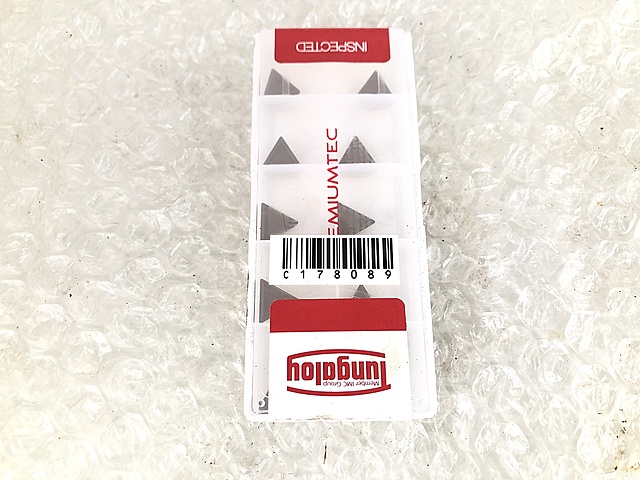 INSPECTED
EMIUMTEC
C178089
Tungaloy
Member IMC Group